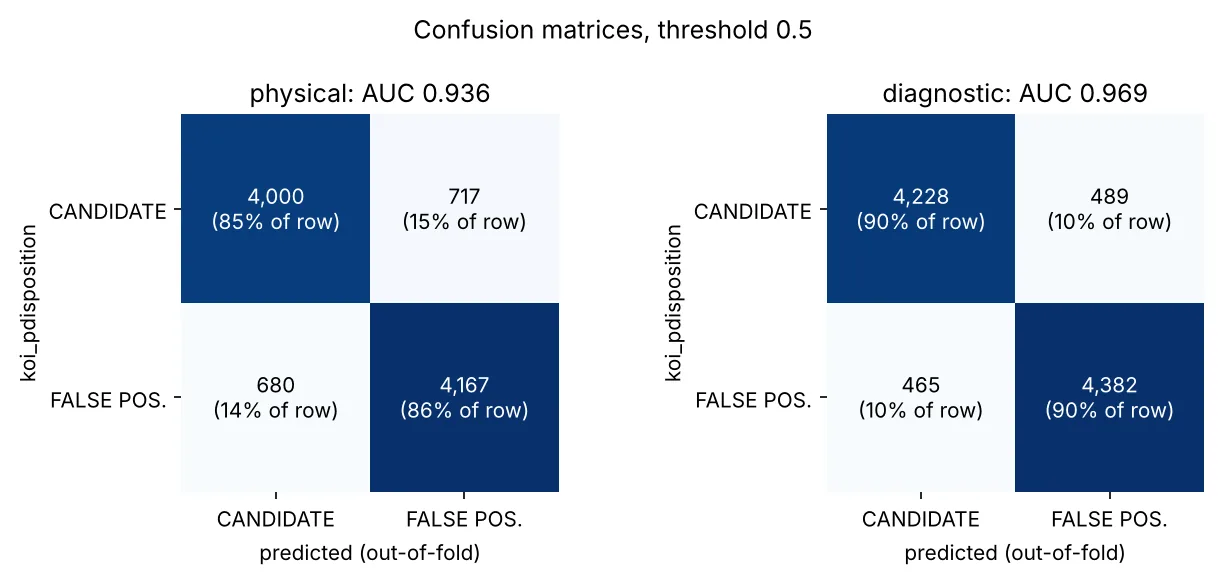 Confusion matrices, threshold 0.5
physical: AUC 0.936
koi_pdisposition
CANDIDATE
FALSE POS.
4,000
(85% of row)
717
(15% of row)
680
(14% of row)
4,167
(86% of row)
CANDIDATE
FALSE POS.
predicted (out-of-fold)
diagnostic: AUC 0.969
koi_pdisposition
CANDIDATE
FALSE POS.
4,228
(90% of row)
489
(10% of row)
465
(10% of row)
4,382
(90% of row)
CANDIDATE
FALSE POS.
predicted (out-of-fold)